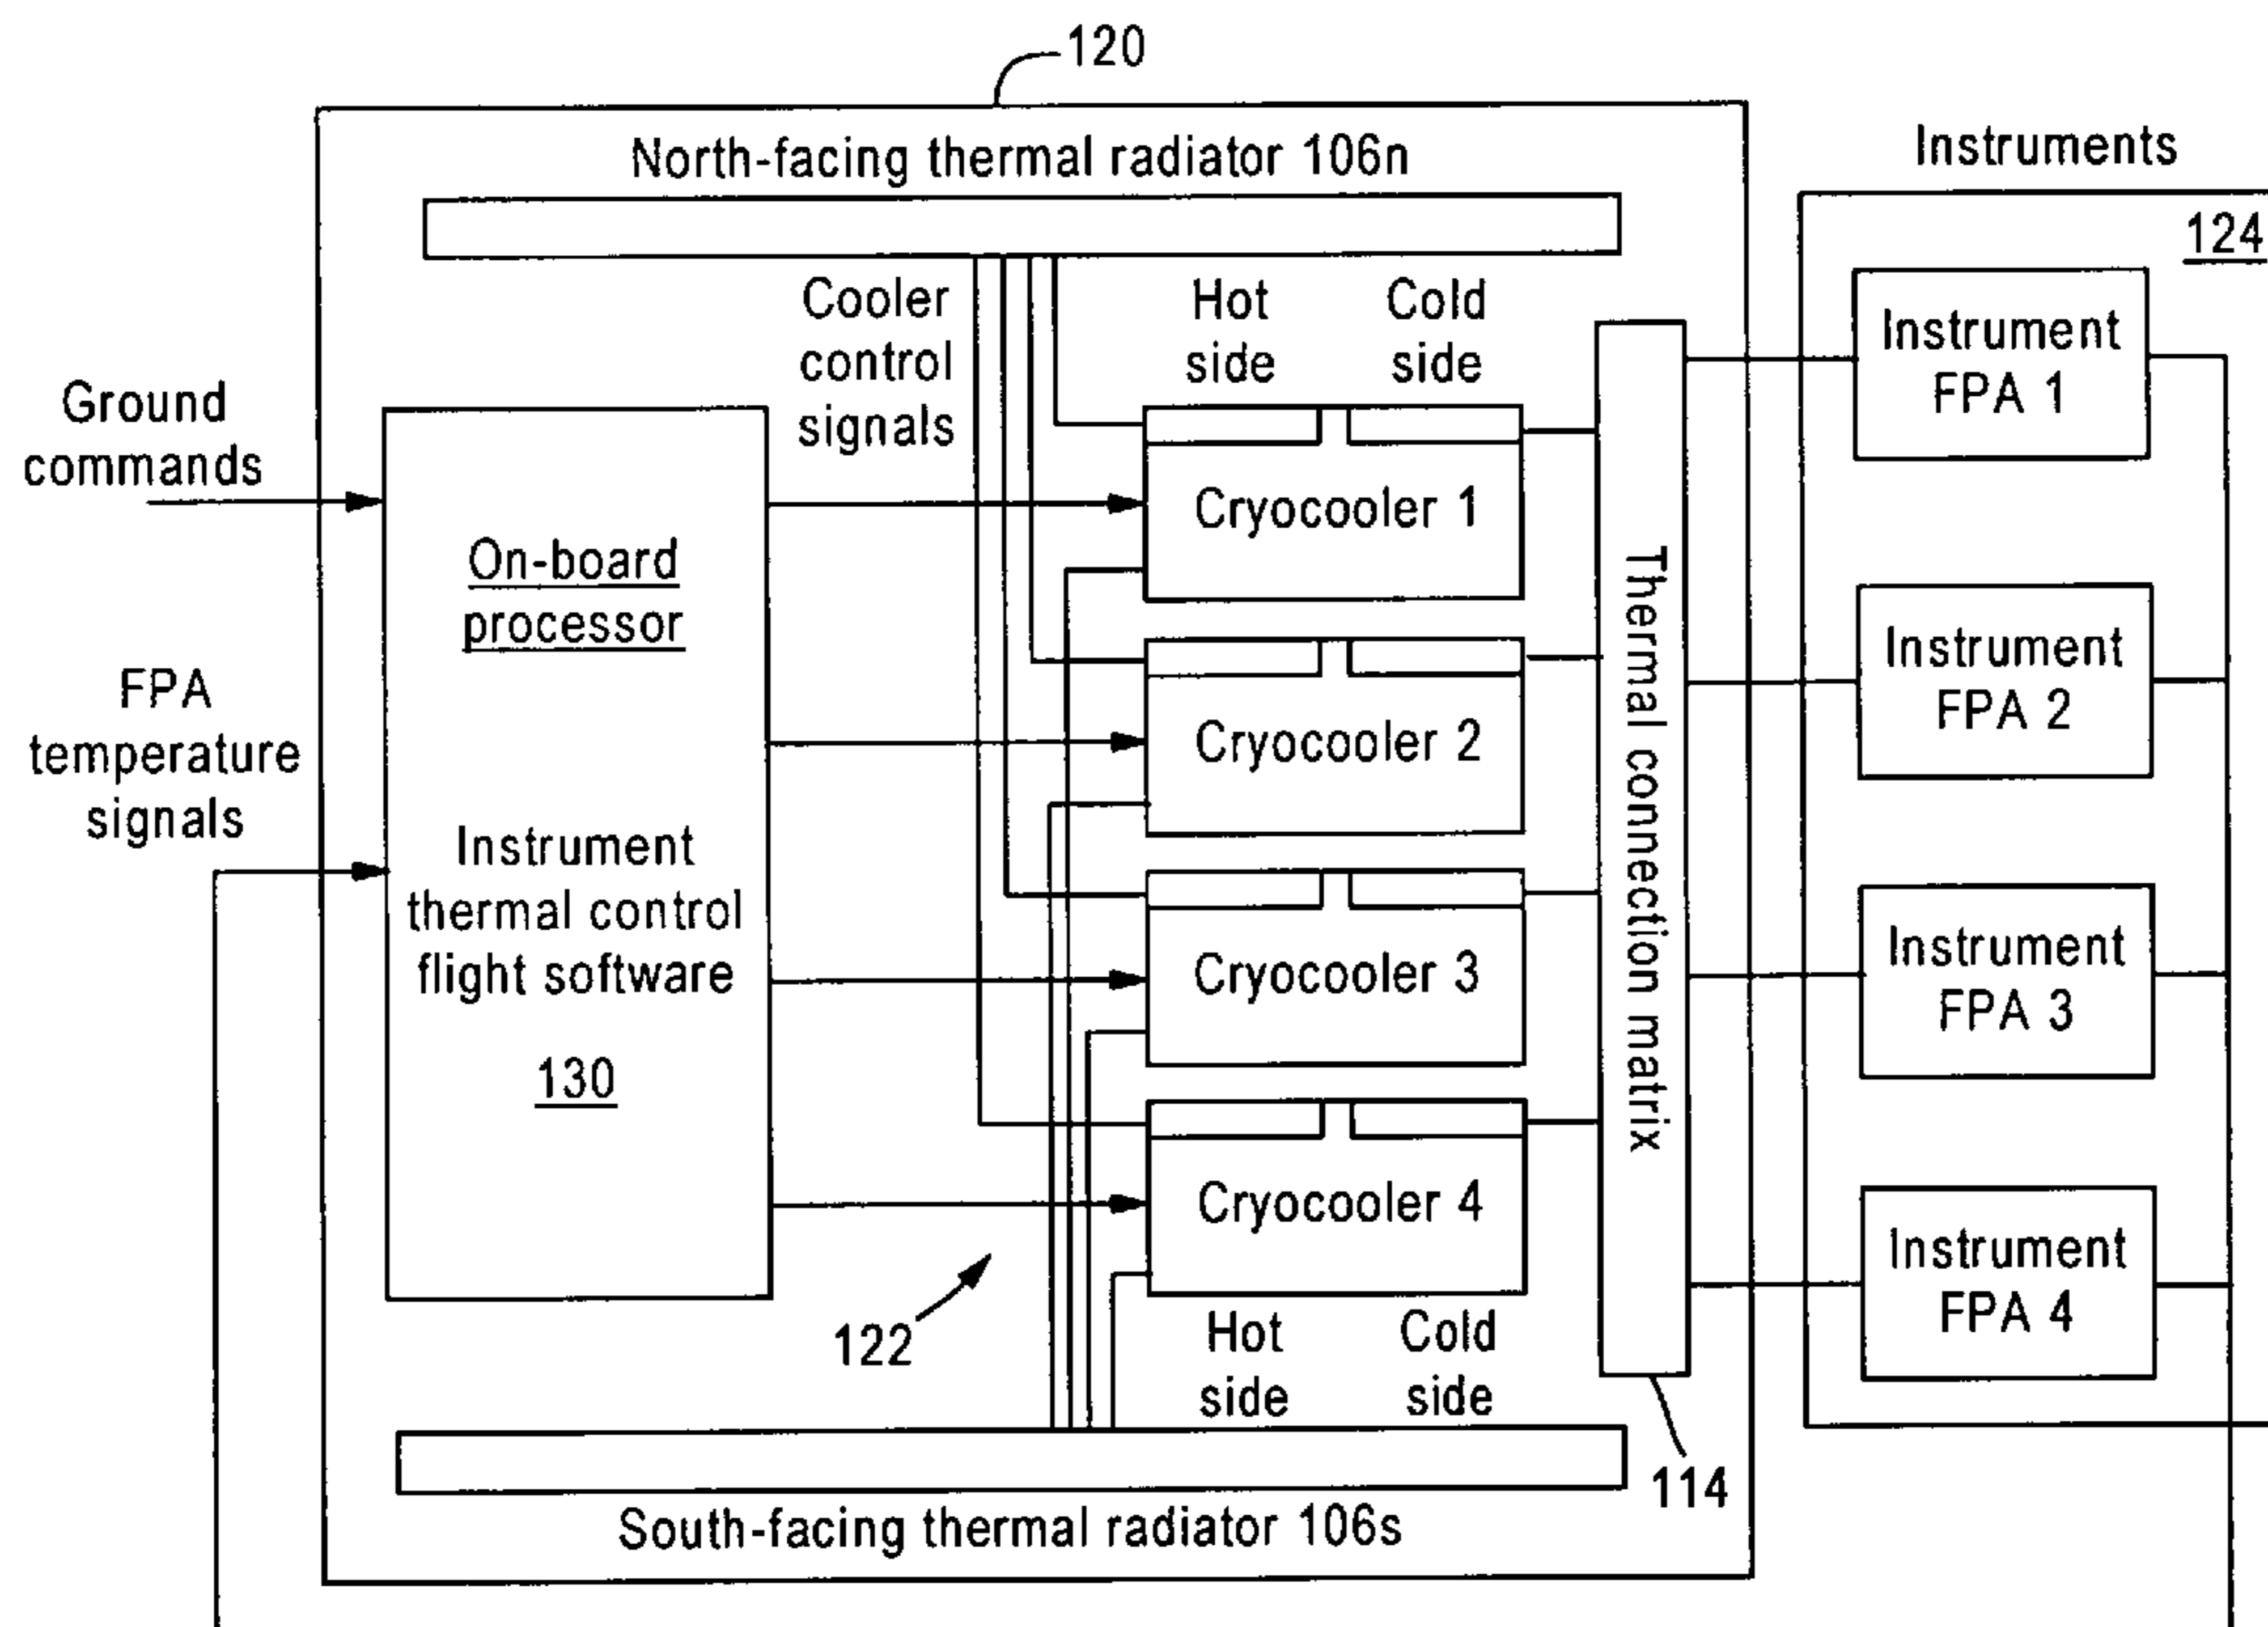 120
North-facing thermal radiator 106n
Instruments
124
Cooler
control
signals
Hot
side
Cold
side
Ground
commands
FPA
temperature
signals
On-board
processor
Instrument
thermal control
flight software
130
Cryocooler 1
Cryocooler 2
Cryocooler 3
Cryocooler 4
Thermal connection matrix
Instrument
FPA 1
Instrument
FPA 2
Instrument
FPA 3
Instrument
FPA 4
122
Hot
side
Cold
side
114
South-facing thermal radiator 106s